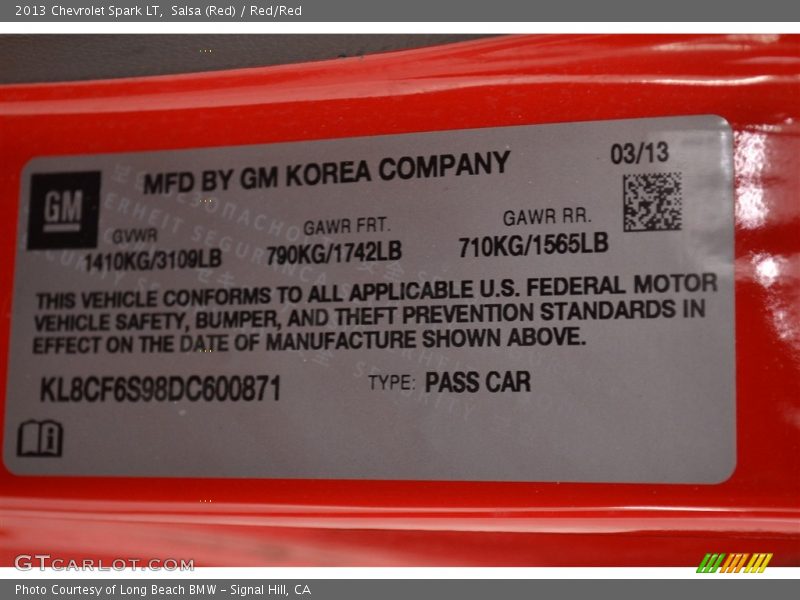 2013 Chevrolet Spark LT, Salsa (Red) / Red/Red
MFD BY GM KOREA COMPANY
03/13
GM
GVWR
GAWR FRT.
GAWR RR.
1410KG/3109LB
790KG/1742LB
710KG/1565LB
THIS VEHICLE CONFORMS TO ALL APPLICABLE U.S. FEDERAL MOTOR
VEHICLE SAFETY, BUMPER, AND THEFT PREVENTION STANDARDS IN
EFFECT ON THE DATE OF MANUFACTURE SHOWN ABOVE.
KL8CF6S98DC600871
TYPE: PASS CAR
GTCARLOT.COM
Photo Courtesy of Long Beach BMW - Signal Hill, CA